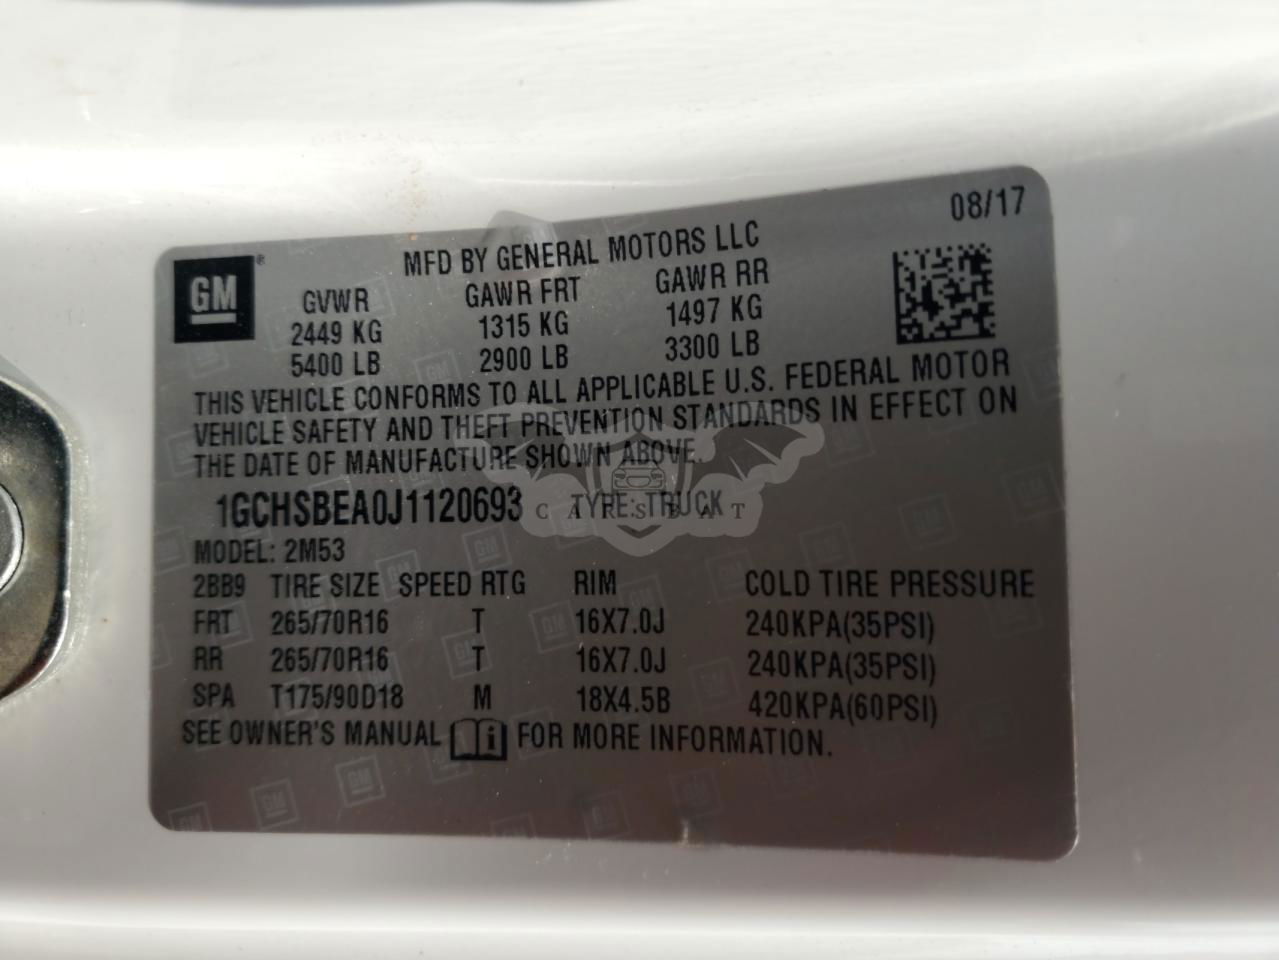 08/17
MFD BY GENERAL MOTORS LLC
GM®
GVWR GAWR FRT GAWR RR
2449 KG 1315 KG 1497 KG
5400 LB 2900 LB 3300 LB
THIS VEHICLE CONFORMS TO ALL APPLICABLE U.S. FEDERAL MOTOR
VEHICLE SAFETY AND THEFT PREVENTION STANDARDS IN EFFECT ON
THE DATE OF MANUFACTURE SHOWN ABOVE.
1GCHSBEA0J1120693 TYPE: TRUCK
CARSBAT
MODEL: 2M53
2BB9 TIRE SIZE SPEED RTG RIM COLD TIRE PRESSURE
FRT 265/70R16 T 16X7.0J 240KPA(35PSI)
RR 265/70R16 T 16X7.0J 240KPA(35PSI)
SPA T175/90D18 M 18X4.5B 420KPA(60PSI)
SEE OWNER'S MANUAL i FOR MORE INFORMATION.